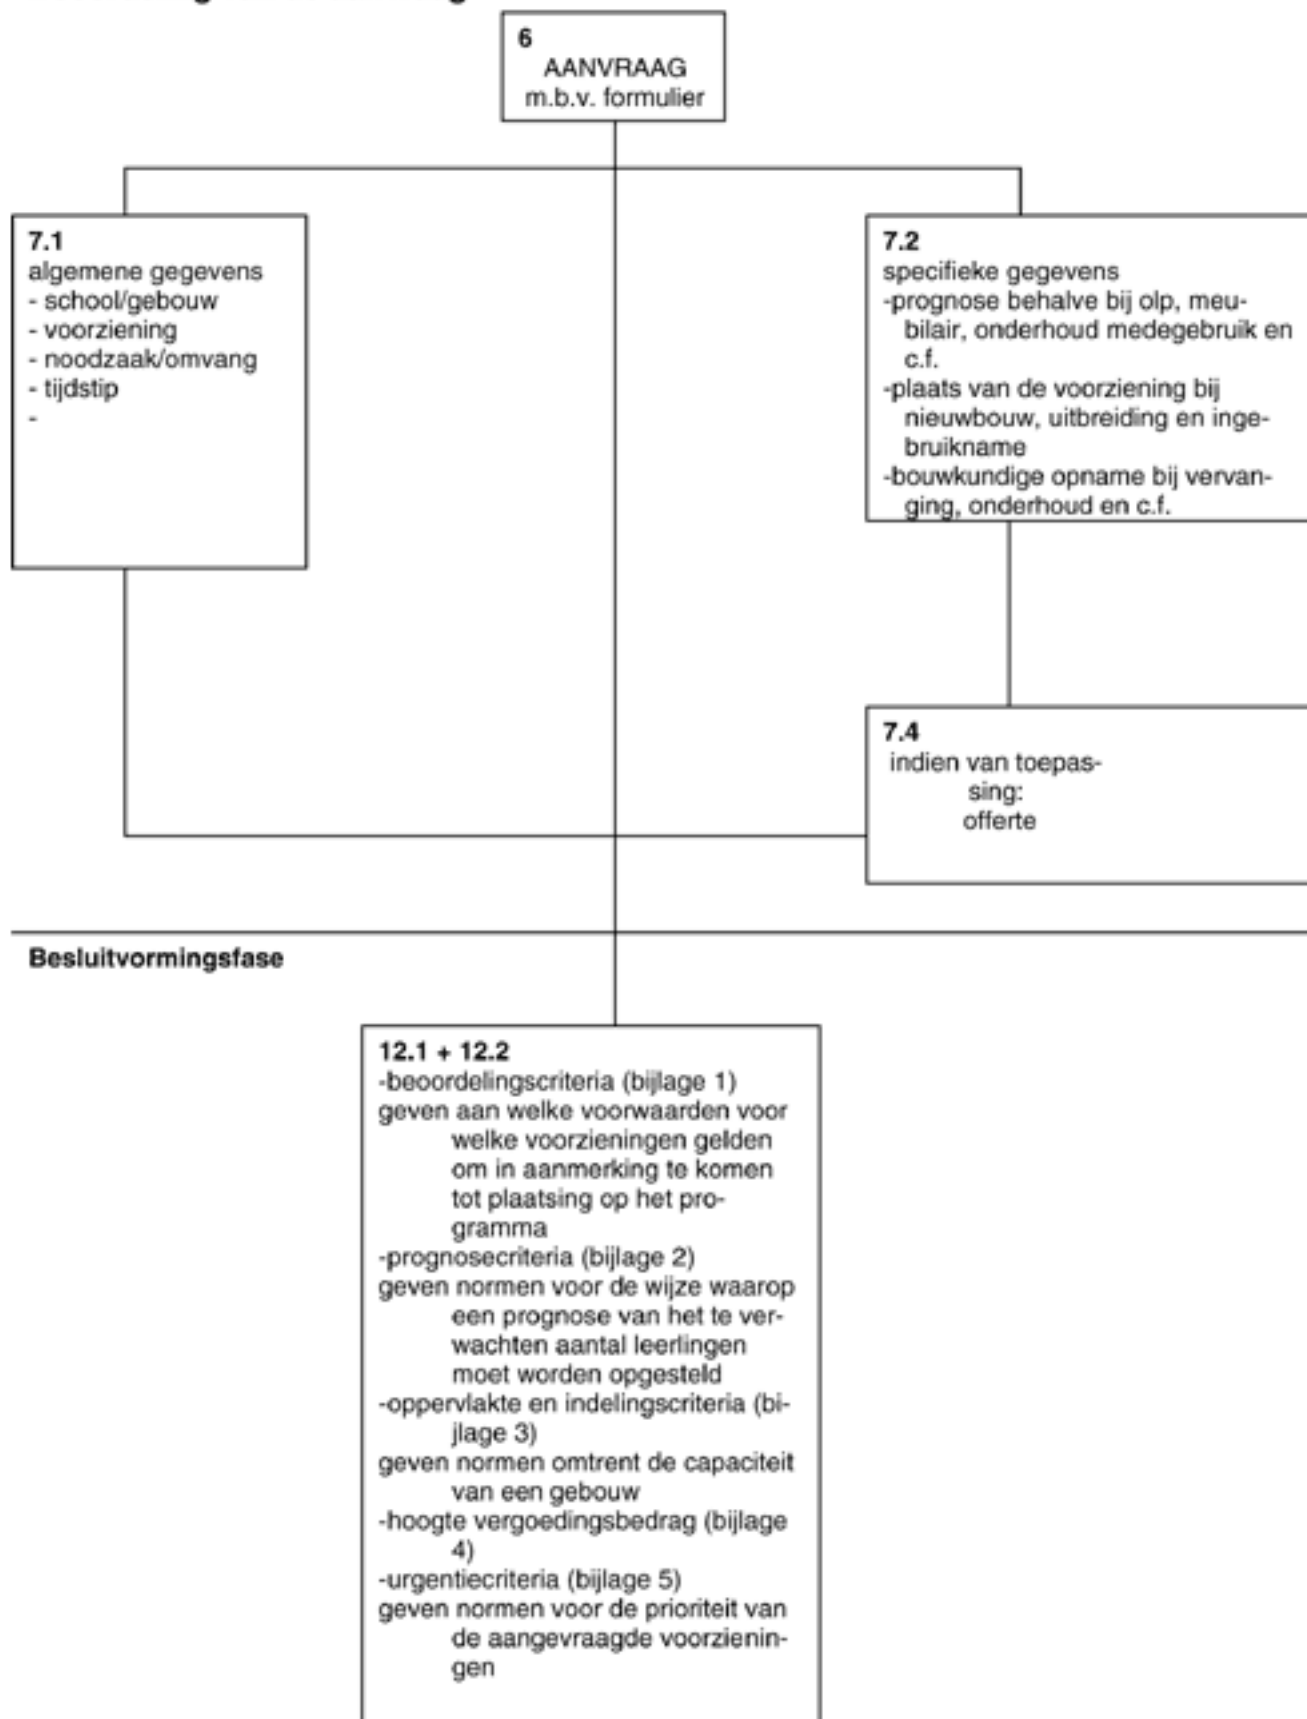 6
AANVRAAG
m.b.v. formulier
7.1
algemene gegevens
- school/gebouw
- voorziening
- noodzaak/omvang
- tijdstip
-
7.2
specifieke gegevens
-prognose behalve bij olp, meu-
bilair, onderhoud medegebruik en
c.f.
-plaats van de voorziening bij
nieuwbouw, uitbreiding en inge-
bruikname
-bouwkundige opname bij vervan-
ging, onderhoud en c.f.
7.4
indien van toepas-
sing:
offerte
Besluitvormingsfase
12.1 + 12.2
-beoordelingscriteria (bijlage 1)
geven aan welke voorwaarden voor
welke voorzieningen gelden
om in aanmerking te komen
tot plaatsing op het pro-
gramma
-prognosecriteria (bijlage 2)
geven normen voor de wijze waarop
een prognose van het te ver-
wachten aantal leerlingen
moet worden opgesteld
-oppervlakte en indelingscriteria (bi-
jlage 3)
geven normen omtrent de capaciteit
van een gebouw
-hoogte vergoedingsbedrag (bijlage
4)
-urgentiecriteria (bijlage 5)
geven normen voor de prioriteit van
de aangevraagde voorzienin-
gen